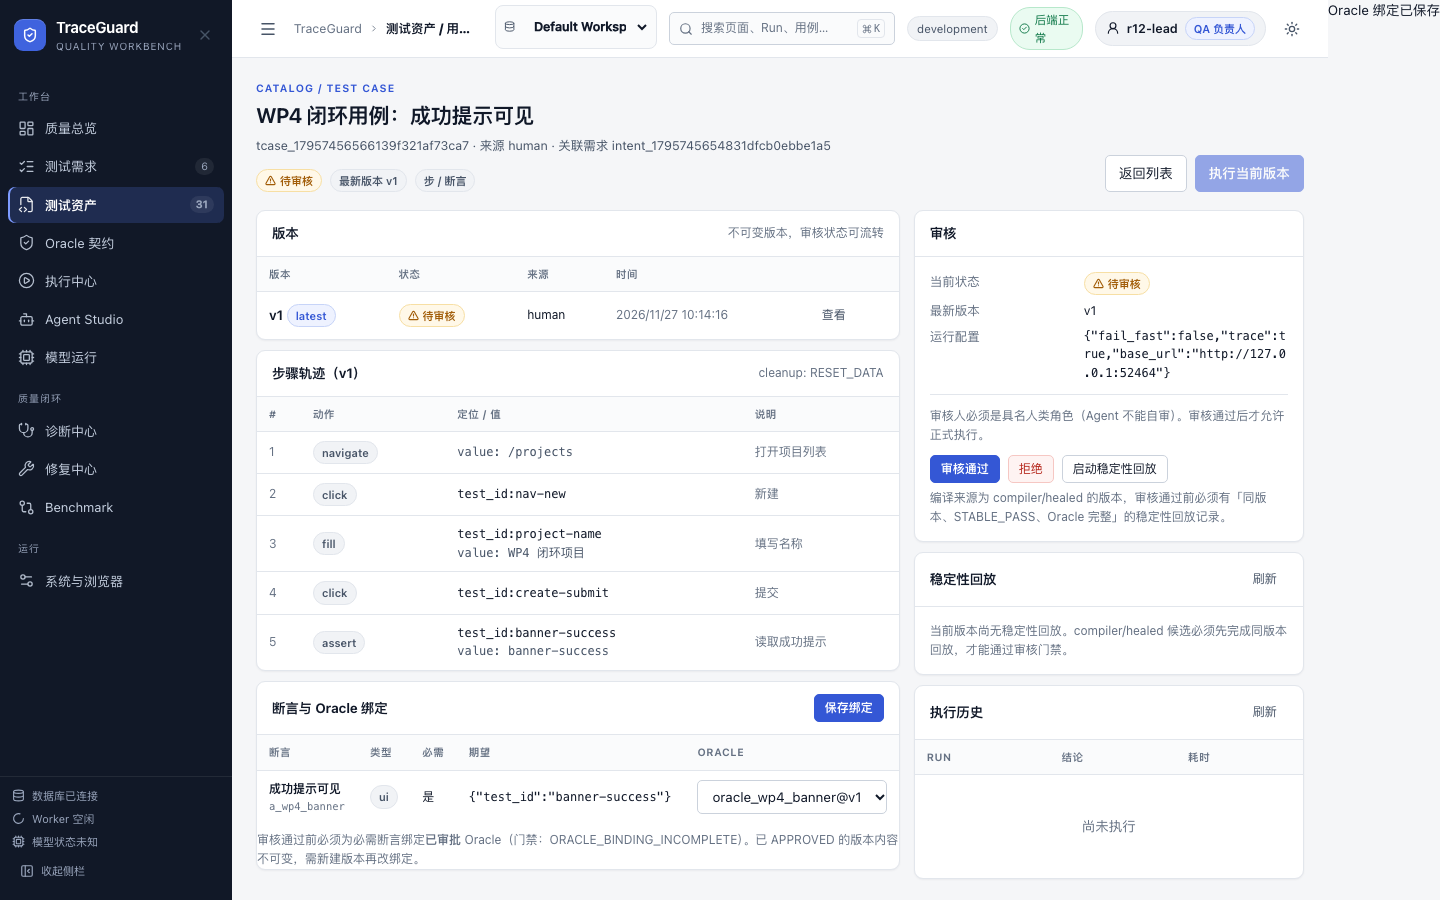 TraceGuard
QUALITY WORKBENCH
工作台
质量总览
测试需求
6
测试资产
31
Oracle 契约
执行中心
Agent Studio
模型运行
质量闭环
诊断中心
修复中心
Benchmark
运行
系统与浏览器
数据库已连接
Worker 空闲
模型状态未知
收起侧栏
TraceGuard
测试资产 / 用...
Default Worksp
搜索页面、Run、用例...
⌘K
development
后端正
常
r12-lead
QA 负责人
Oracle 绑定已保存
CATALOG / TEST CASE
WP4 闭环用例：成功提示可见
tcase_17957456566139f321af73ca7 · 来源 human · 关联需求 intent_1795745654831dfcb0ebbe1a5
待审核
最新版本 v1
步 / 断言
返回列表
执行当前版本
版本
不可变版本，审核状态可流转
版本 状态 来源 时间
v1 latest 待审核 human 2026/11/27 10:14:16 查看
步骤轨迹（v1）
cleanup: RESET_DATA
# 动作 定位 / 值 说明
1 navigate value: /projects 打开项目列表
2 click test_id:nav-new 新建
3 fill test_id:project-name 填写名称
value: WP4 闭环项目
4 click test_id:create-submit 提交
5 assert test_id:banner-success 读取成功提示
value: banner-success
断言与 Oracle 绑定
保存绑定
断言 类型 必需 期望 ORACLE
成功提示可见 ui 是 {"test_id":"banner-success"} oracle_wp4_banner@v1
a_wp4_banner
审核通过前必须为必需断言绑定已审批 Oracle（门禁：ORACLE_BINDING_INCOMPLETE）。已 APPROVED 的版本内容
不可变，需新建版本再改绑定。
审核
当前状态 待审核
最新版本 v1
运行配置 {"fail_fast":false,"trace":t
rue,"base_url":"http://127.0
.0.1:52464"}
审核人必须是具名人类角色（Agent 不能自审）。审核通过后才允许
正式执行。
审核通过
拒绝
启动稳定性回放
编译来源为 compiler/healed 的版本，审核通过前必须有「同版
本、STABLE_PASS、Oracle 完整」的稳定性回放记录。
稳定性回放
刷新
当前版本尚无稳定性回放。compiler/healed 候选必须先完成同版本
回放，才能通过审核门禁。
执行历史
刷新
RUN 结论 耗时
尚未执行